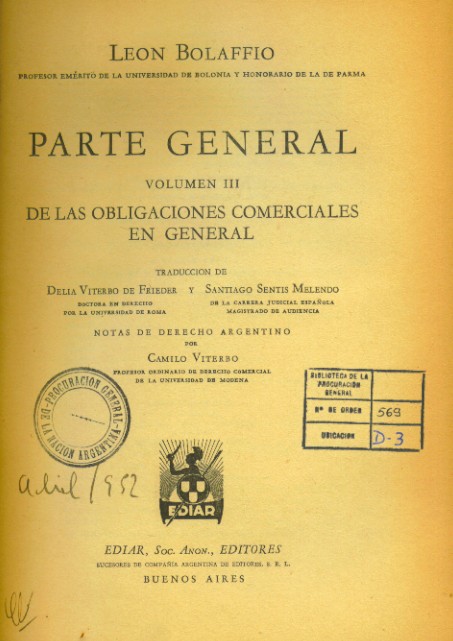 LEON BOLAFFIO
PROFESOR EMÉRITO DE LA UNIVERSIDAD DE BOLONIA Y HONORARIO DE LA DE PARMA
PARTE GENERAL
VOLUMEN III
DE LAS OBLIGACIONES COMERCIALES
EN GENERAL
TRADUCCION DE
DELIA VITERBO DE FRIEDER Y SANTIAGO SENTIS MELENDO
DOCTORA EN DERECHO DE LA CARRERA JUDICIAL ESPAÑOLA
POR LA UNIVERSIDAD DE ROMA MAGISTRADO DE AUDIENCIA
NOTAS DE DERECHO ARGENTINO
POR
CAMILO VITERBO
PROFESOR ORDINARIO DE DERECHO COMERCIAL
DE LA UNIVERSIDAD DE MODENA
PROCURACION GENERAL
DE LA NACION ARGENTINA
BIBLIOTECA DE LA
PROCURACIÓN
GENERAL
Nº DE ORDEN 569
UBICACION D-3
Abril/952
EDIAR
EDIAR, SOC. ANON., EDITORES
SUCESORES DE COMPAÑÍA ARGENTINA DE EDITORES, S. R. L.
BUENOS AIRES